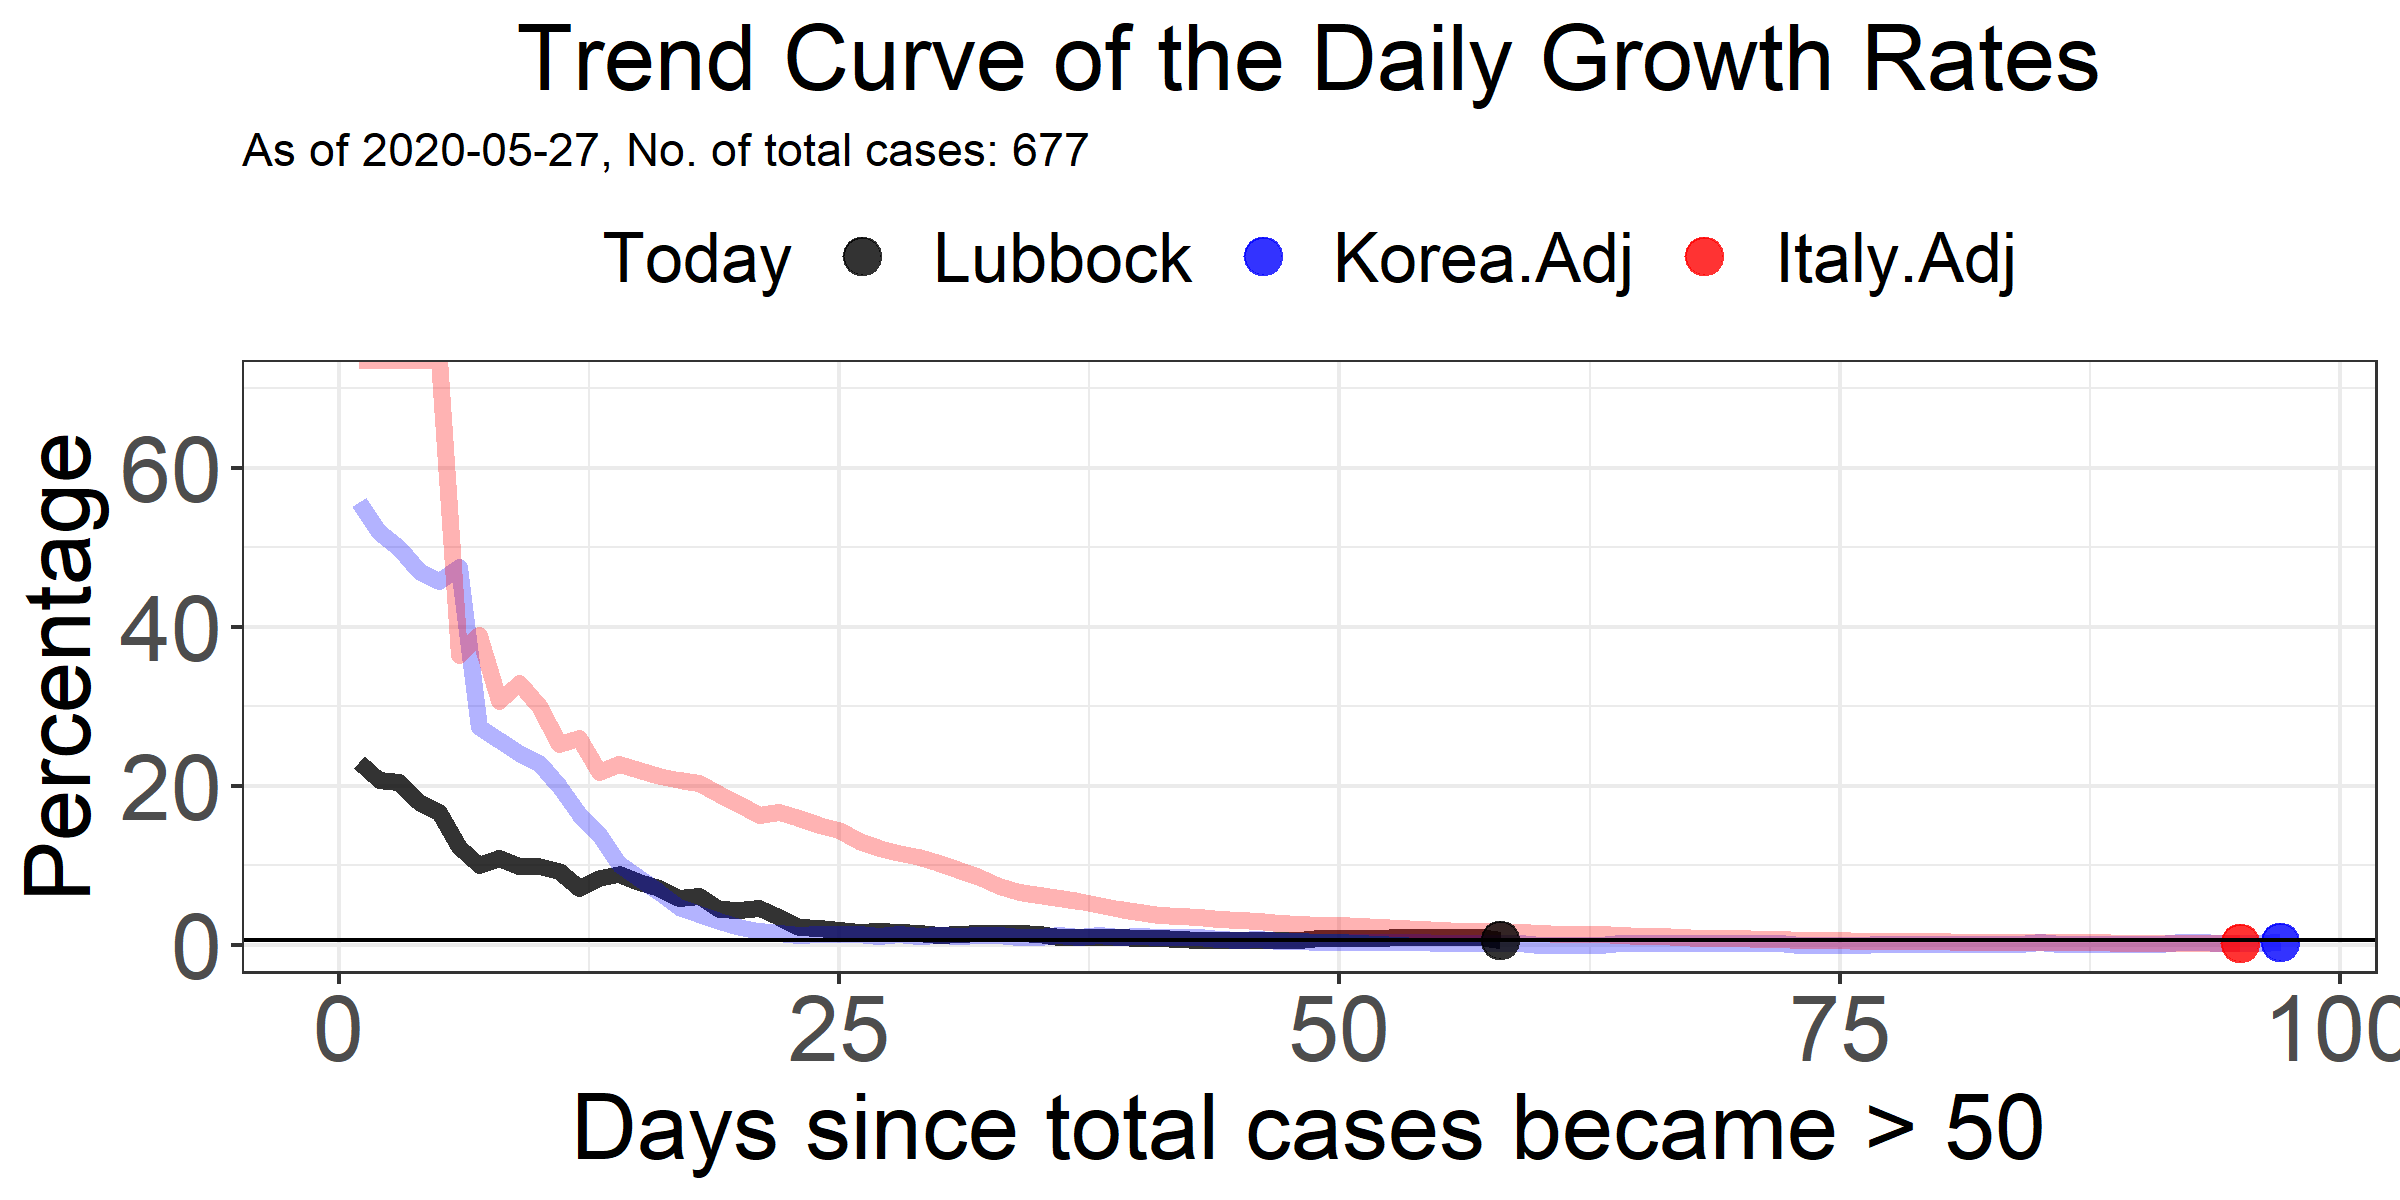 Trend Curve of the Daily Growth Rates
As of 2020-05-27, No. of total cases: 677
Today Lubbock Korea.Adj Italy.Adj
Percentage
60
40
20
0
0 25 50 75 100
Days since total cases became > 50